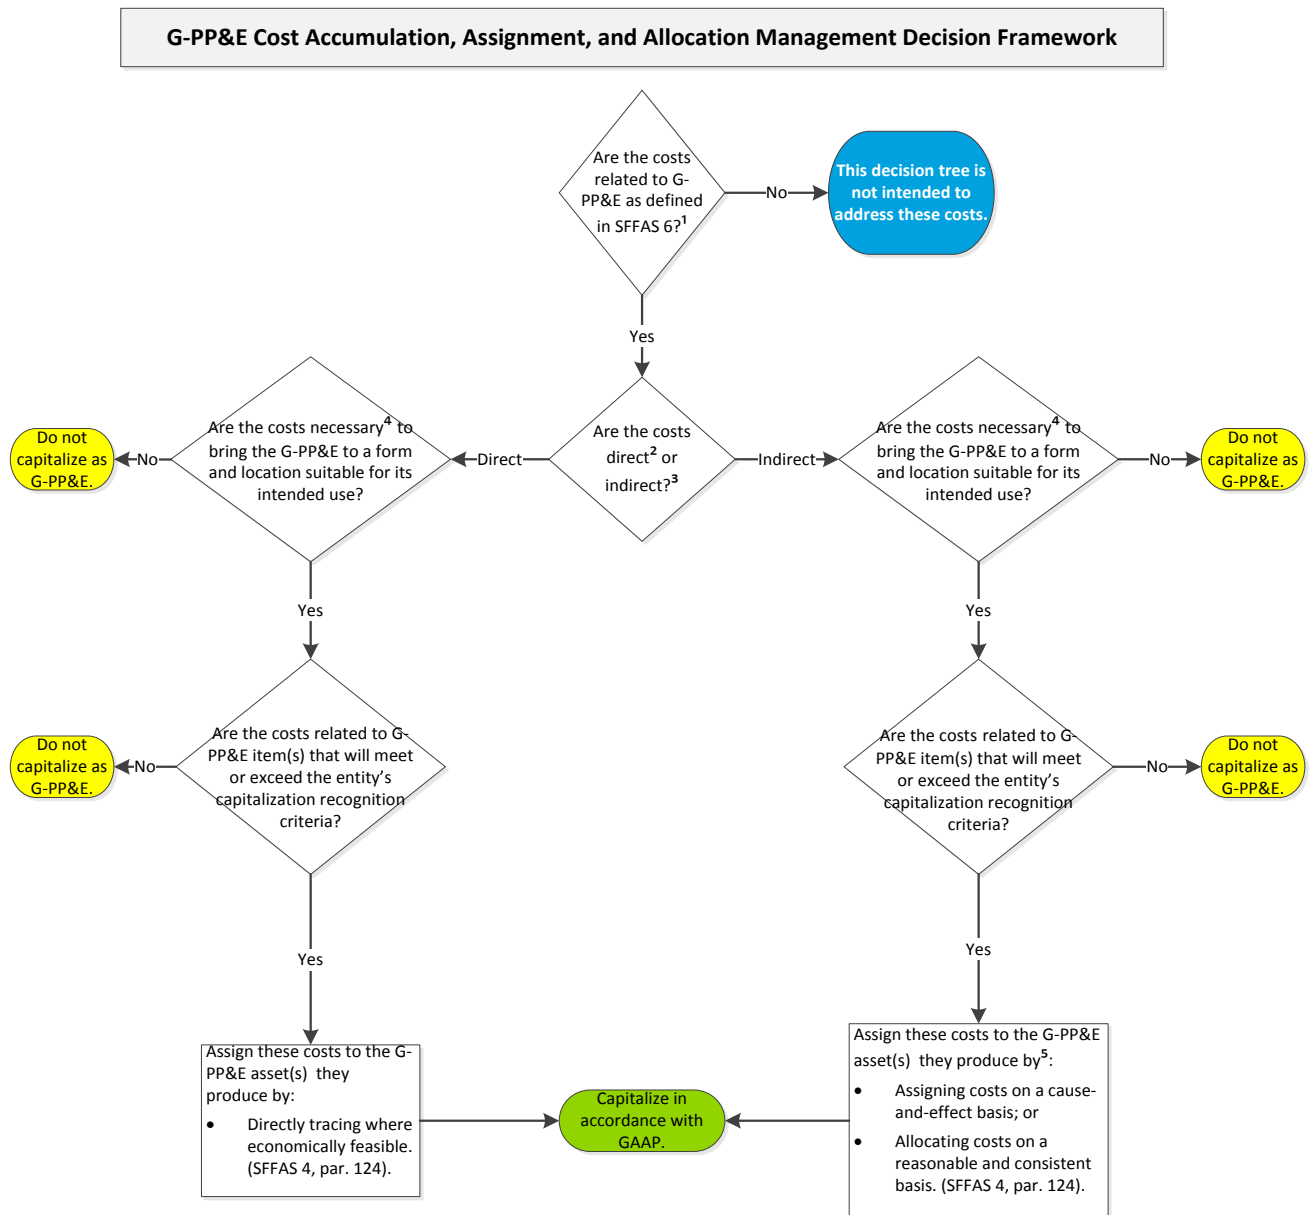 G-PP&E Cost Accumulation, Assignment, and Allocation Management Decision Framework
Are the costs
related to G-
PP&E as defined
in SFFAS 6?1
No
This decision tree is
not intended to
address these costs.
Yes
Are the costs
direct2 or
indirect?3
Direct
Indirect
Are the costs necessary4 to
bring the G-PP&E to a form
and location suitable for its
intended use?
No
Do not
capitalize as
G-PP&E.
Are the costs necessary4 to
bring the G-PP&E to a form
and location suitable for its
intended use?
No
Do not
capitalize as
G-PP&E.
Yes
Yes
Are the costs related to G-
PP&E item(s) that will meet
or exceed the entity’s
capitalization recognition
criteria?
No
Do not
capitalize as
G-PP&E.
Are the costs related to G-
PP&E item(s) that will meet
or exceed the entity’s
capitalization recognition
criteria?
No
Do not
capitalize as
G-PP&E.
Yes
Yes
Assign these costs to the G-
PP&E asset(s) they
produce by:
• Directly tracing where
economically feasible.
(SFFAS 4, par. 124).
Capitalize in
accordance with
GAAP.
Assign these costs to the G-PP&E
asset(s) they produce by5:
• Assigning costs on a cause-
and-effect basis; or
• Allocating costs on a
reasonable and consistent
basis. (SFFAS 4, par. 124).